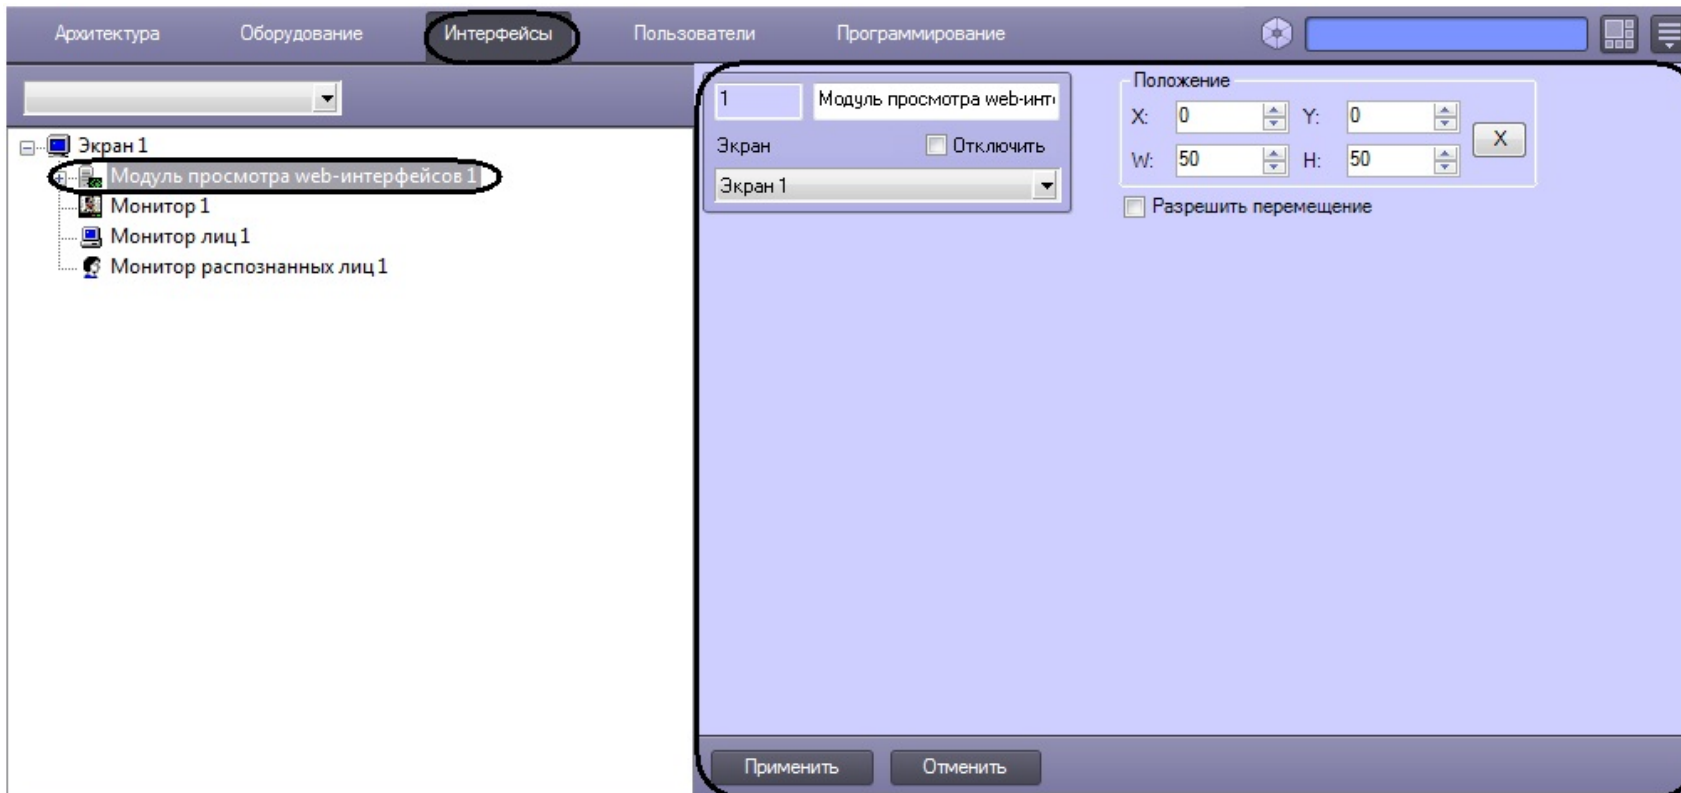 Архитектура Оборудование Интерфейсы Пользователи Программирование
Экран 1
Модуль просмотра web-интерфейсов 1
Монитор 1
Монитор лиц 1
Монитор распознанных лиц 1
1 Модуль просмотра web-инт
Экран Отключить
Экран 1
Положение
X: 0 Y: 0
W: 50 H: 50
X
Разрешить перемещение
Применить Отменить